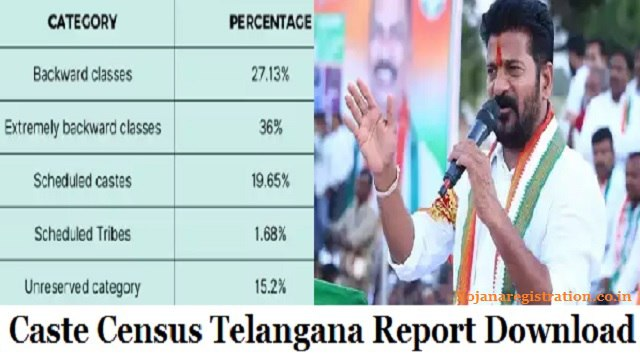 CATEGORY PERCENTAGE
Backward classes 27.13%
Extremely backward classes 36%
Scheduled castes 19.65%
Scheduled Tribes 1.68%
Unreserved category 15.2%
yojanaregistration.co.in
Caste Census Telangana Report Download